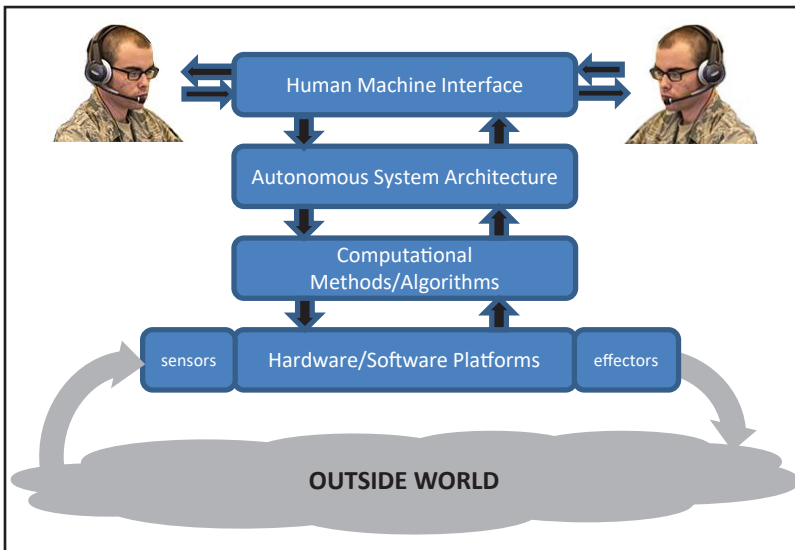 Human Machine Interface
Autonomous System Architecture
Computational
Methods/Algorithms
sensors
Hardware/Software Platforms
effectors
OUTSIDE WORLD